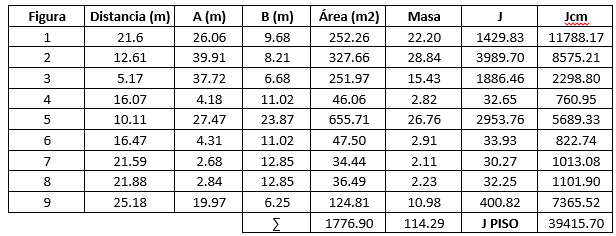 Figura Distancia (m) A (m) B (m) Área (m2) Masa J Jcm
1 21.6 26.06 9.68 252.26 22.20 1429.83 11788.17
2 12.61 39.91 8.21 327.66 28.84 3989.70 8575.21
3 5.17 37.72 6.68 251.97 15.43 1886.46 2298.80
4 16.07 4.18 11.02 46.06 2.82 32.65 760.95
5 10.11 27.47 23.87 655.71 26.76 2953.76 5689.33
6 16.47 4.31 11.02 47.50 2.91 33.93 822.74
7 21.59 2.68 12.85 34.44 2.11 30.27 1013.08
8 21.88 2.84 12.85 36.49 2.23 32.25 1101.90
9 25.18 19.97 6.25 124.81 10.98 400.82 7365.52
∑ 1776.90 114.29 J PISO 39415.70